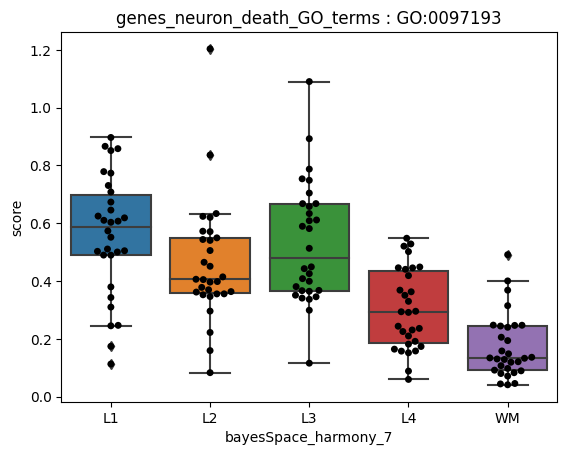 genes_neuron_death_GO_terms : GO:0097193
1.2
1.0
0.8
0.6
0.4
0.2
0.0
score
L1 L2 L3 L4 WM
bayesSpace_harmony_7